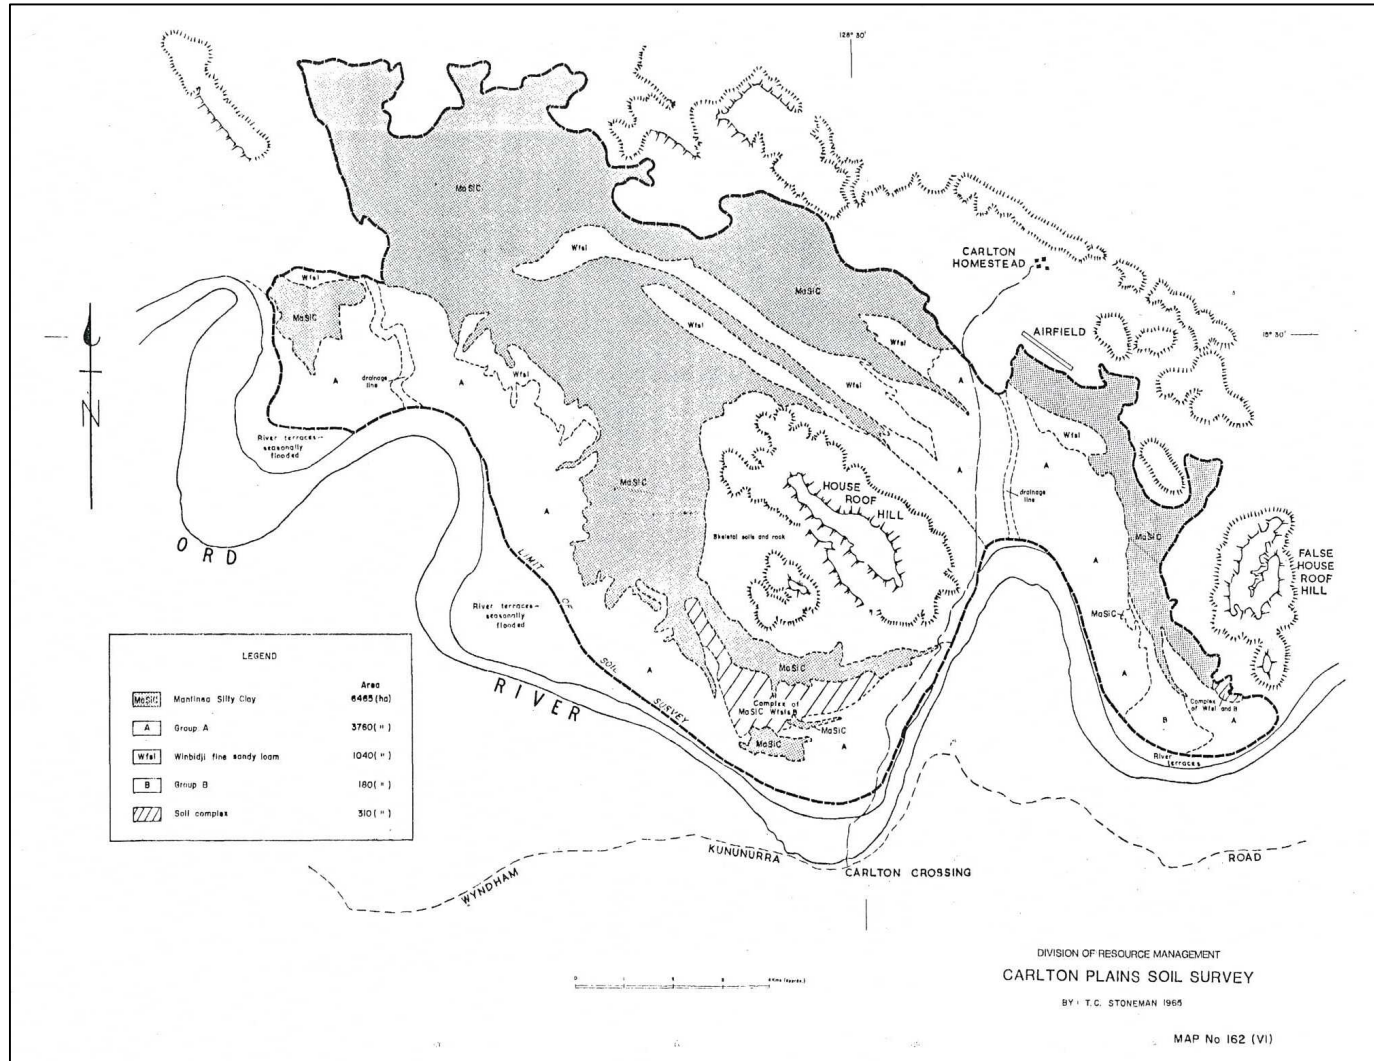 128° 30'
MaSiC
Wfsl
CARLTON
HOMESTEAD
Wfsl
MaSiC
MaSiC
Wfsl
15° 30'
AIRFIELD
Wfsl
A
drainage
line
A
Wfsl
Wfsl
A
Wfsl
River terraces—
seasonally
flooded
A
A
drainage
line
N
MaSiC
HOUSE
ROOF
HILL
A
Skeletal soils and rock
MaSiC
A
FALSE
HOUSE
ROOF
HILL
ORD
LIMIT OF SOIL SURVEY
River terraces—
seasonally
flooded
MaSiC
A
A
MaSiC
RIVER
Complex of
MaSiC Wfsl&B
MaSiC
MaSiC
A
Complex
of Wfsl and B
B
A
River
terraces
LEGEND
Area
MaSiC Mantinea Silty Clay 6465(ha)
A Group A 3760( " )
Wfsl Winbidji fine sandy loam 1040( " )
B Group B 180( " )
Soil complex 310( " )
WYNDHAM
KUNUNURRA
ROAD
CARLTON CROSSING
DIVISION OF RESOURCE MANAGEMENT
CARLTON PLAINS SOIL SURVEY
BY : T.C. STONEMAN 1965
MAP No 162 (VI)